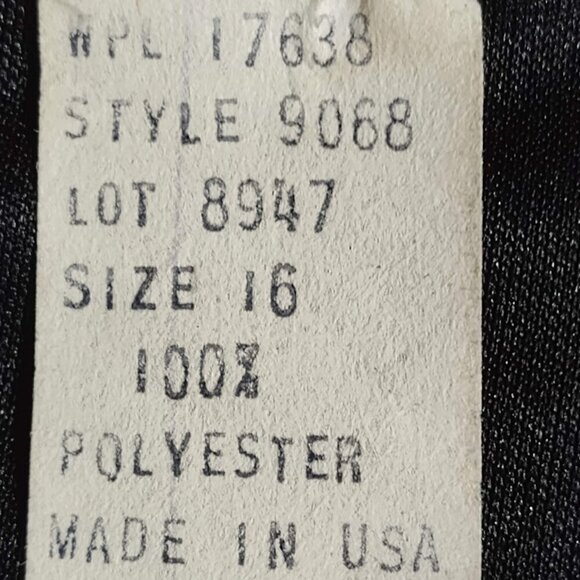 WPL 17638
STYLE 9068
LOT 8947
SIZE 16
100%
POLYESTER
MADE IN USA